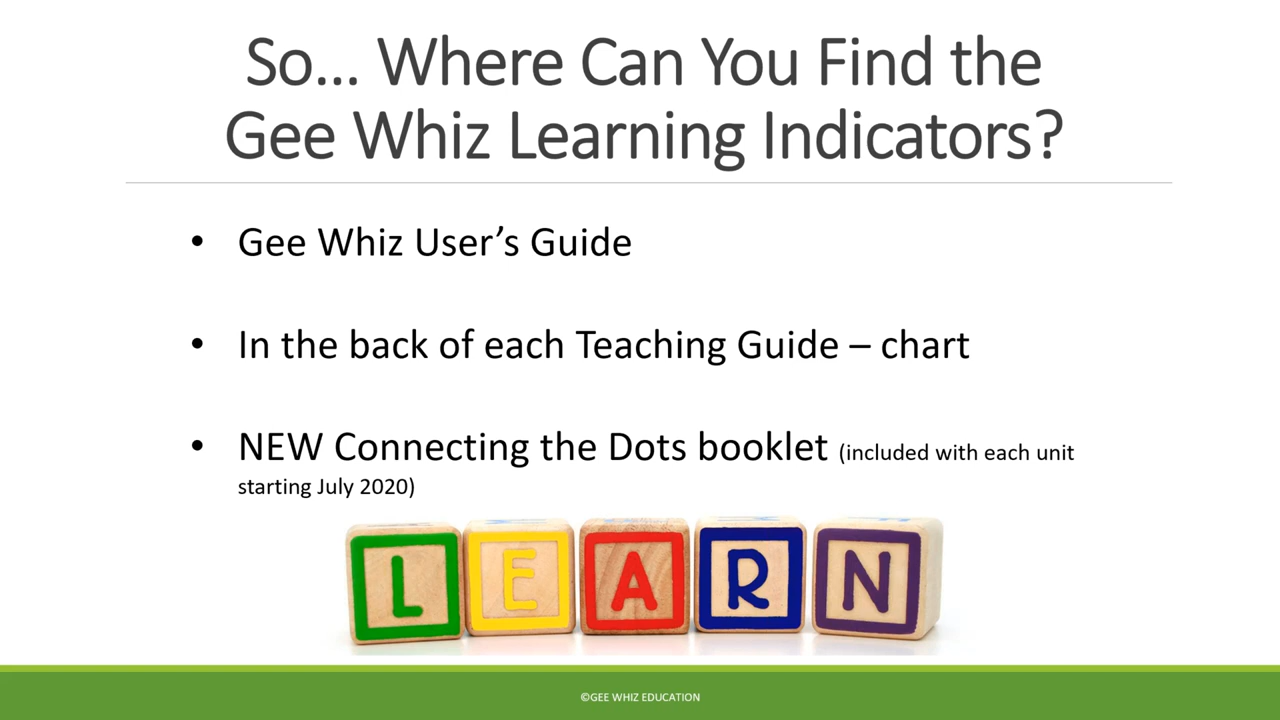 So… Where Can You Find the
Gee Whiz Learning Indicators?
• Gee Whiz User’s Guide
• In the back of each Teaching Guide – chart
• NEW Connecting the Dots booklet (included with each unit
starting July 2020)
L E A R N
©GEE WHIZ EDUCATION